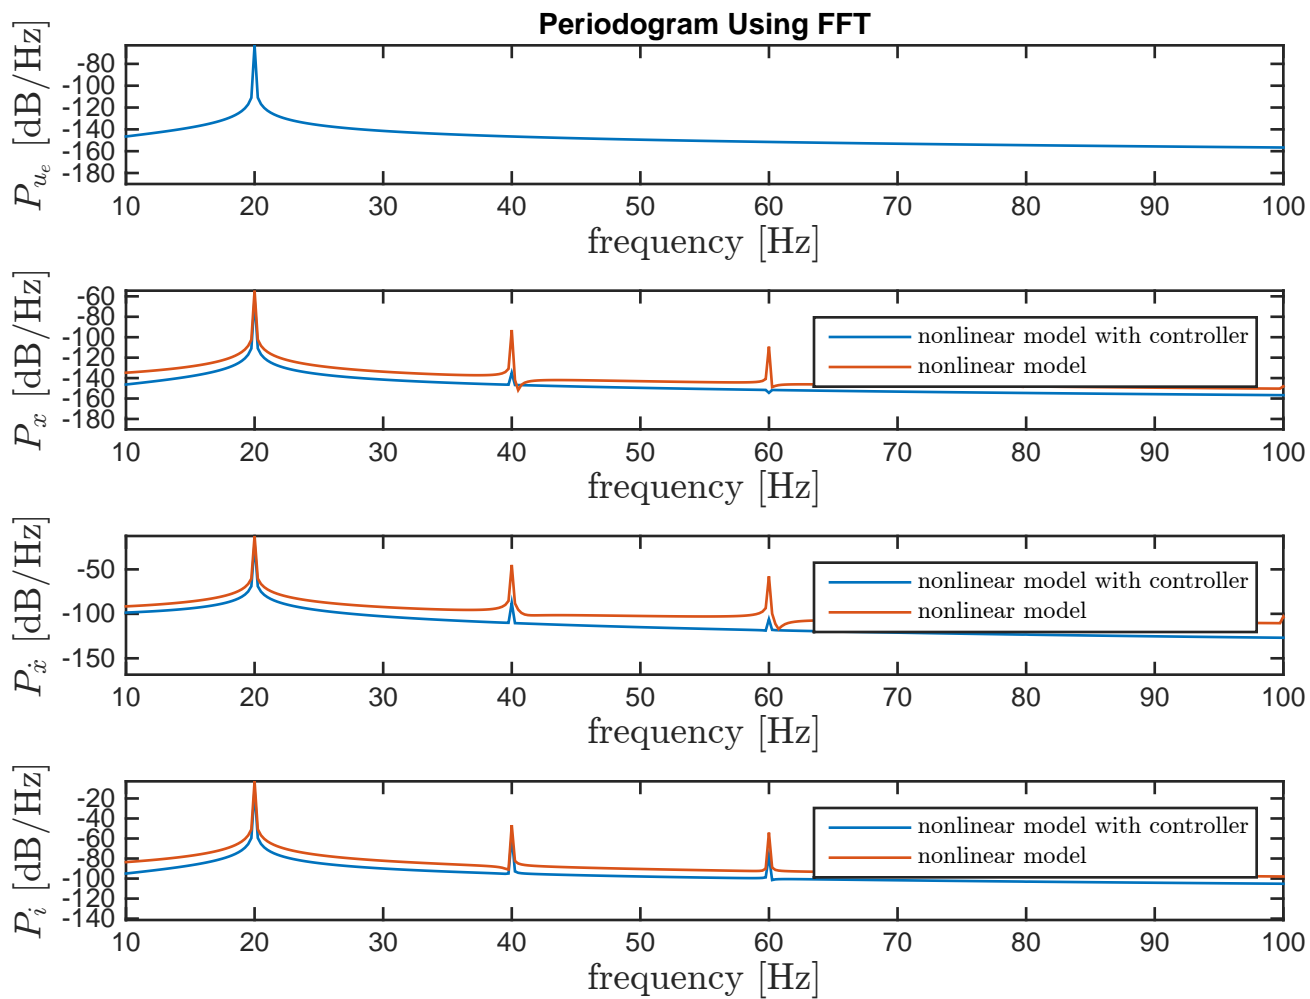 Periodogram Using FFT
P_{u_e} [dB/Hz]
-80
-100
-120
-140
-160
-180
10 20 30 40 50 60 70 80 90 100
frequency [Hz]
P_x [dB/Hz]
-60
-80
-100
-120
-140
-160
-180
nonlinear model with controller
nonlinear model
10 20 30 40 50 60 70 80 90 100
frequency [Hz]
P_ẋ [dB/Hz]
-50
-100
-150
nonlinear model with controller
nonlinear model
10 20 30 40 50 60 70 80 90 100
frequency [Hz]
P_i [dB/Hz]
-20
-40
-60
-80
-100
-120
-140
nonlinear model with controller
nonlinear model
10 20 30 40 50 60 70 80 90 100
frequency [Hz]